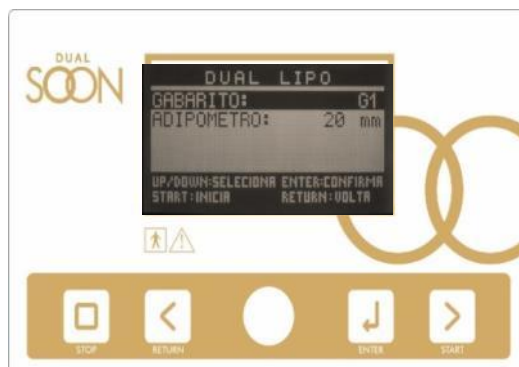 DUAL
SOON
DUAL LIPO
GABARITO: G1
ADIPOMETRO: 20 mm
UP/DOWN:SELECIONA ENTER:CONFIRMA
START:INICIA RETURN:VOLTA
STOP
RETURN
ENTER
START